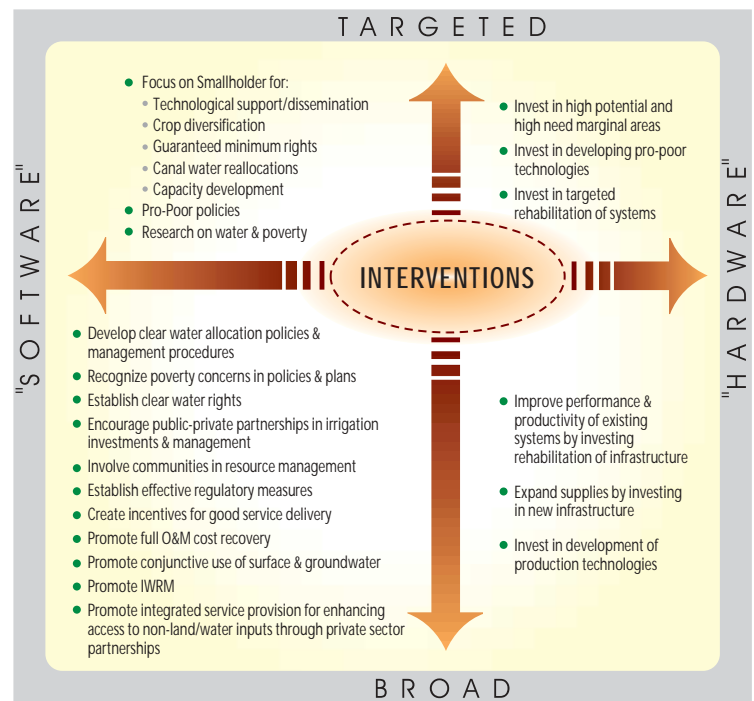 TARGETED
"SOFTWARE"
"HARDWARE"
Focus on Smallholder for:
Technological support/dissemination
Crop diversification
Guaranteed minimum rights
Canal water reallocations
Capacity development
Pro-Poor policies
Research on water & poverty
Invest in high potential and
high need marginal areas
Invest in developing pro-poor
technologies
Invest in targeted
rehabilitation of systems
INTERVENTIONS
Develop clear water allocation policies &
management procedures
Recognize poverty concerns in policies & plans
Establish clear water rights
Encourage public-private partnerships in irrigation
investments & management
Involve communities in resource management
Establish effective regulatory measures
Create incentives for good service delivery
Promote full O&M cost recovery
Promote conjunctive use of surface & groundwater
Promote IWRM
Promote integrated service provision for enhancing
access to non-land/water inputs through private sector
partnerships
Improve performance &
productivity of existing
systems by investing
rehabilitation of infrastructure
Expand supplies by investing
in new infrastructure
Invest in development of
production technologies
BROAD